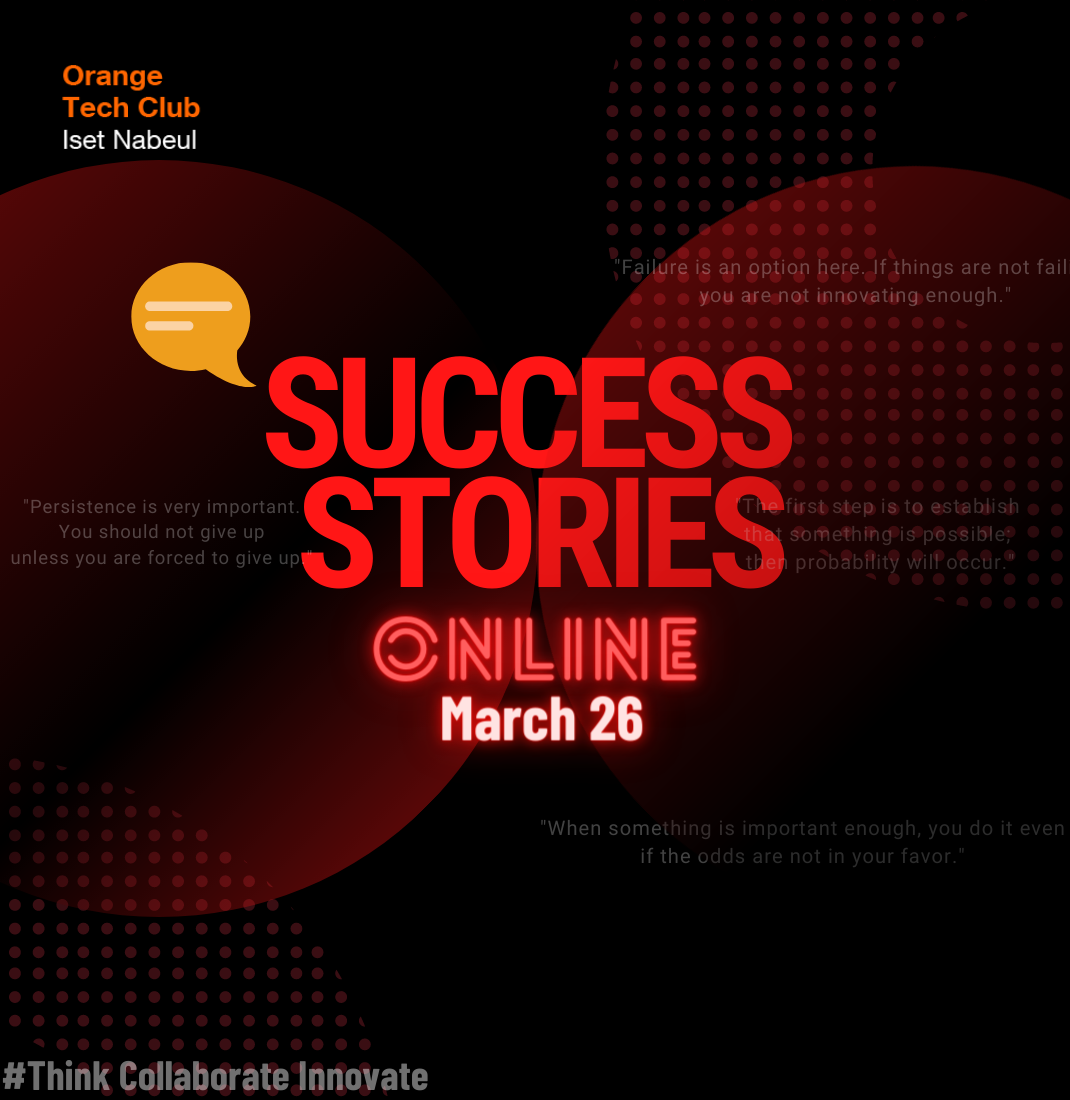 Orange
Tech Club
Iset Nabeul
"Failure is an option here. If things are not fail
you are not innovating enough."
SUCCESS
STORIES
"Persistence is very important.
You should not give up
unless you are forced to give up."
"The first step is to establish
that something is possible;
then probability will occur."
ONLINE
March 26
"When something is important enough, you do it even
if the odds are not in your favor."
#Think Collaborate Innovate